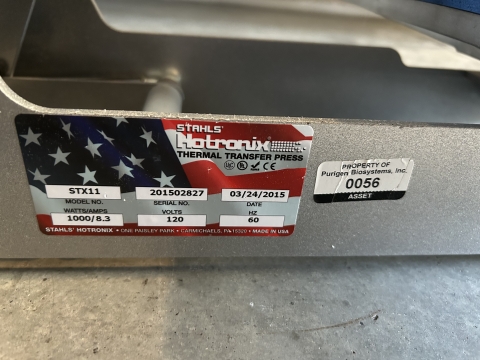 STAHLS'
Hotronix
THERMAL TRANSFER PRESS
STX11 201502827 03/24/2015
MODEL NO. SERIAL NO. DATE
1000/8.3 120 60
WATTS/AMPS VOLTS HZ
STAHLS' HOTRONIX • ONE PAISLEY PARK • CARMICHAELS, PA 15320 • MADE IN USA
PROPERTY OF
Purigen Biosystems, Inc.
0056
ASSET